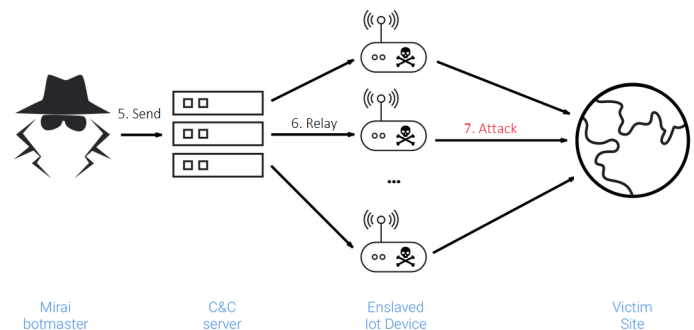 5. Send
6. Relay
7. Attack
...
Mirai
botmaster
C&C
server
Enslaved
Iot Device
Victim
Site